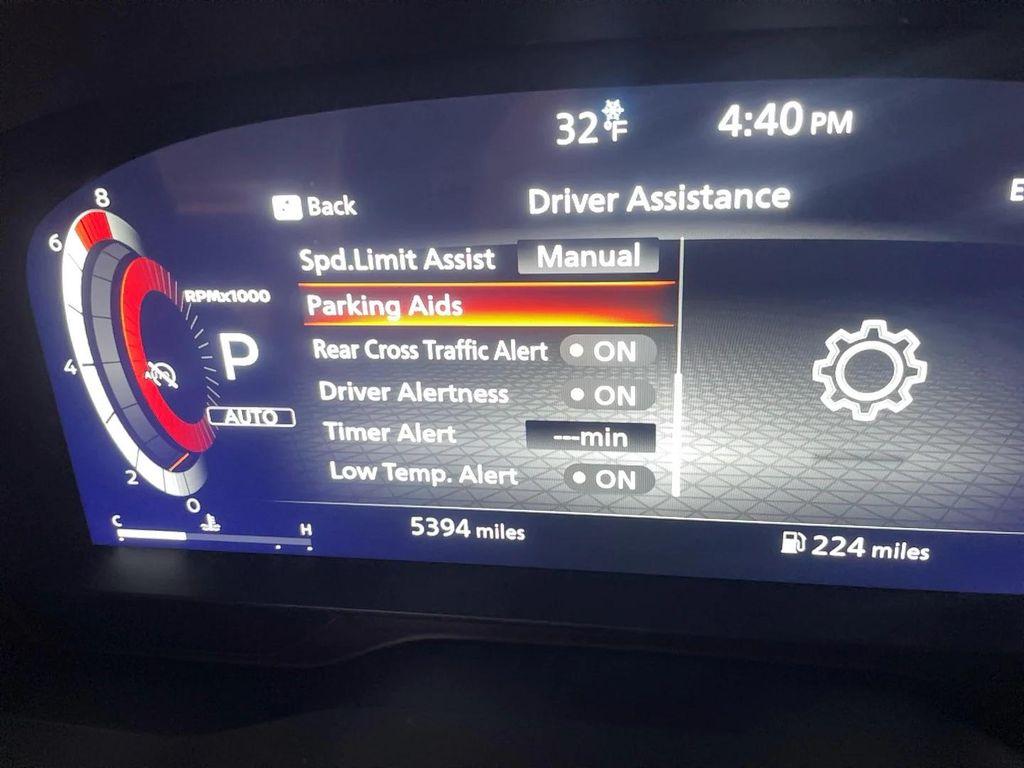 32°F
4:40 PM
Back
Driver Assistance
E
8
6
4
2
0
RPMx1000
P
AUTO
AUTO
Spd.Limit Assist Manual
Parking Aids
Rear Cross Traffic Alert ON
Driver Alertness ON
Timer Alert ---min
Low Temp. Alert ON
C H
5394 miles
224 miles